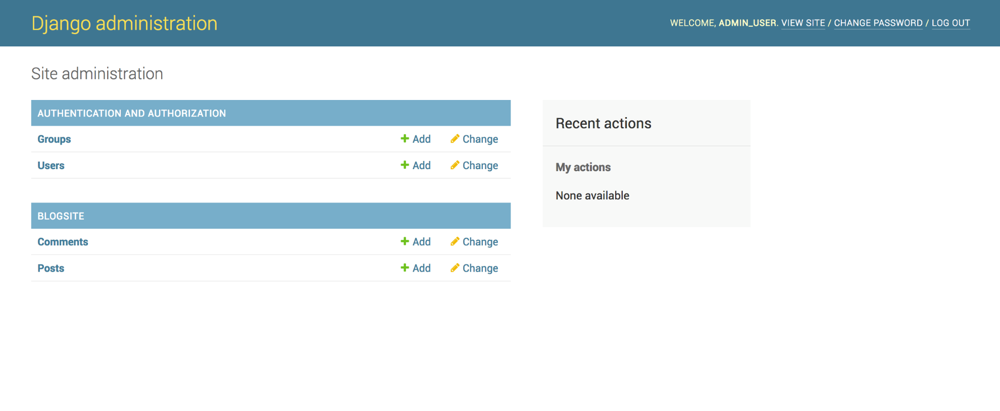 Django administration
WELCOME, ADMIN_USER. VIEW SITE / CHANGE PASSWORD / LOG OUT
Site administration
AUTHENTICATION AND AUTHORIZATION
Groups Add Change
Users Add Change
BLOGSITE
Comments Add Change
Posts Add Change
Recent actions
My actions
None available